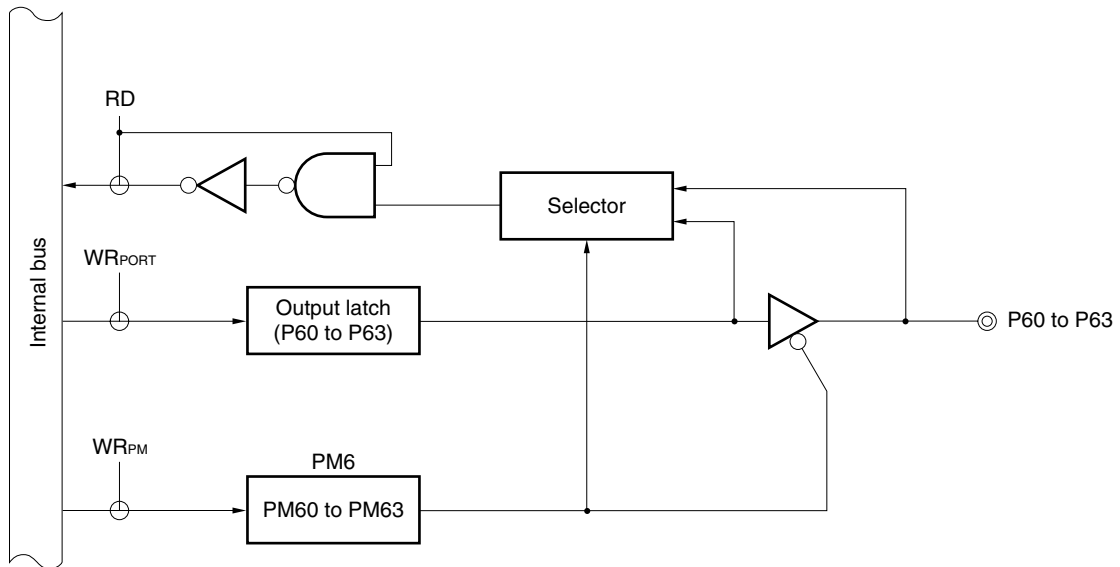 RD
Selector
Internal bus
WRPORT
Output latch
(P60 to P63)
P60 to P63
WRPM
PM6
PM60 to PM63